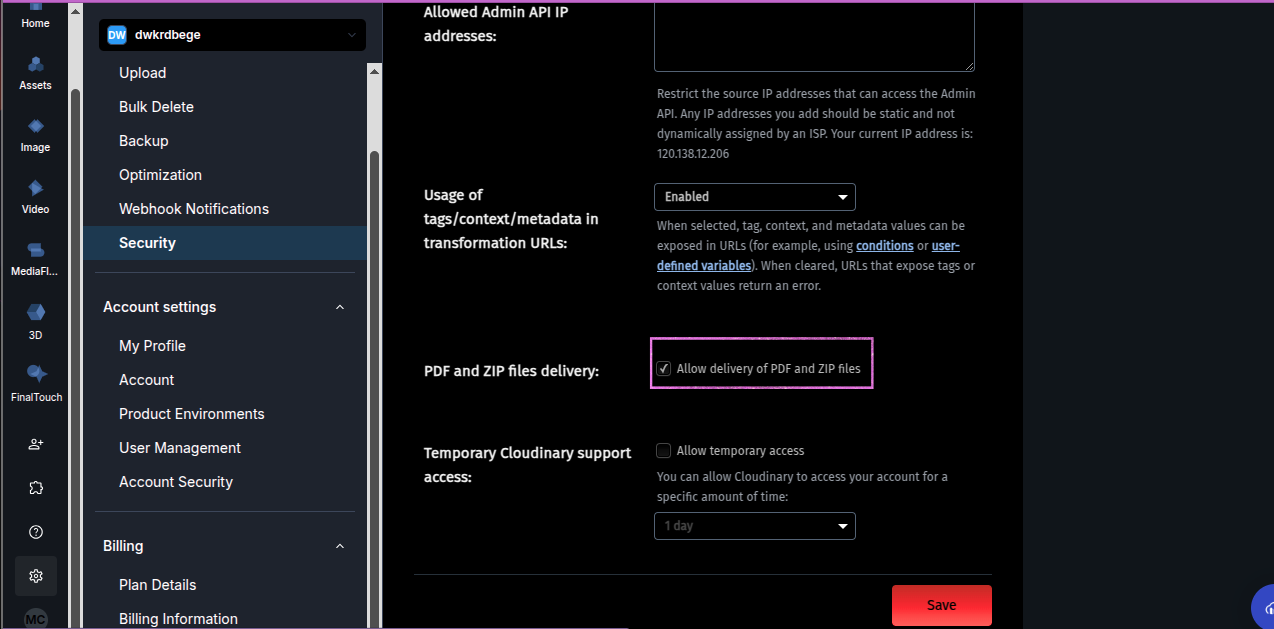 Home
Assets
Image
Video
MediaFl...
3D
FinalTouch
MC
DW dwkrdbege
Upload
Bulk Delete
Backup
Optimization
Webhook Notifications
Security
Account settings
My Profile
Account
Product Environments
User Management
Account Security
Billing
Plan Details
Billing Information
Allowed Admin API IP
addresses:
Restrict the source IP addresses that can access the Admin
API. Any IP addresses you add should be static and not
dynamically assigned by an ISP. Your current IP address is:
120.138.12.206
Usage of
tags/context/metadata in
transformation URLs:
Enabled
When selected, tag, context, and metadata values can be
exposed in URLs (for example, using conditions or user-
defined variables). When cleared, URLs that expose tags or
context values return an error.
PDF and ZIP files delivery:
Allow delivery of PDF and ZIP files
Temporary Cloudinary support
access:
Allow temporary access
You can allow Cloudinary to access your account for a
specific amount of time:
1 day
Save